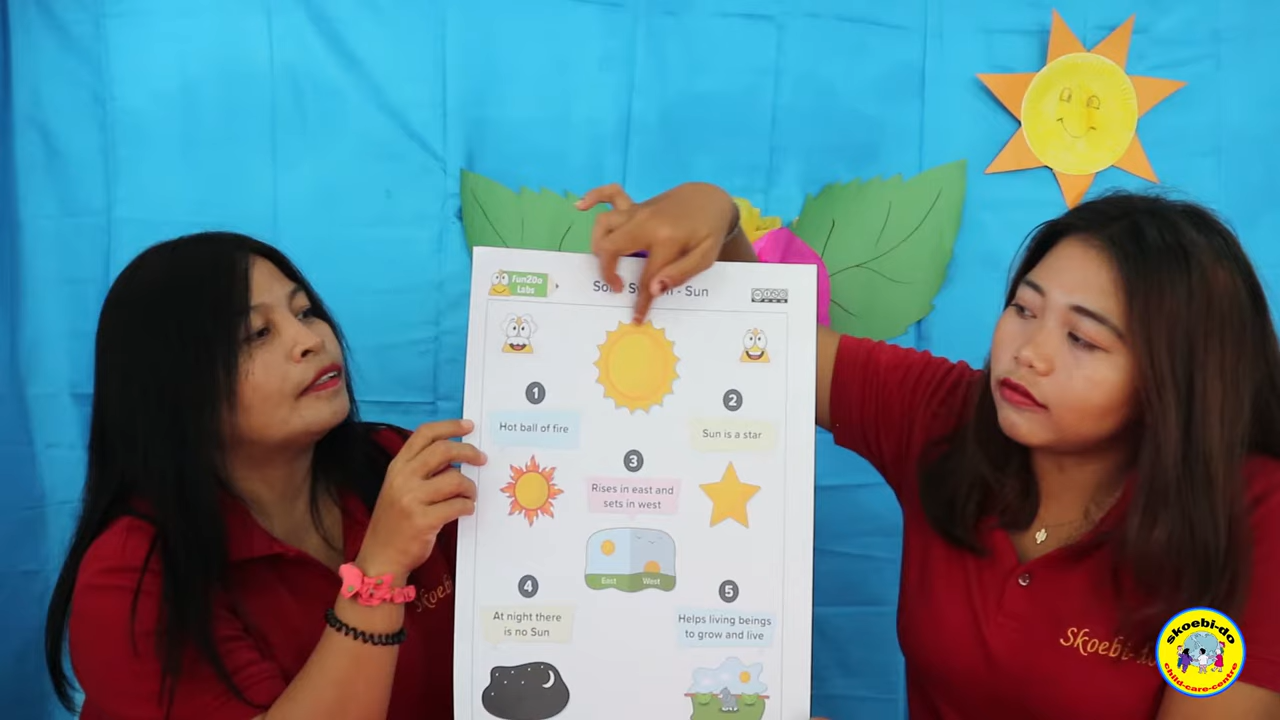 Fun2Do
Labs
- Sun
1
Hot ball of fire
2
Sun is a star
3
Rises in east and
sets in west
East
West
4
At night there
is no Sun
5
Helps living beings
to grow and live
Skoebi-do
skoebi-do
child-care-centre